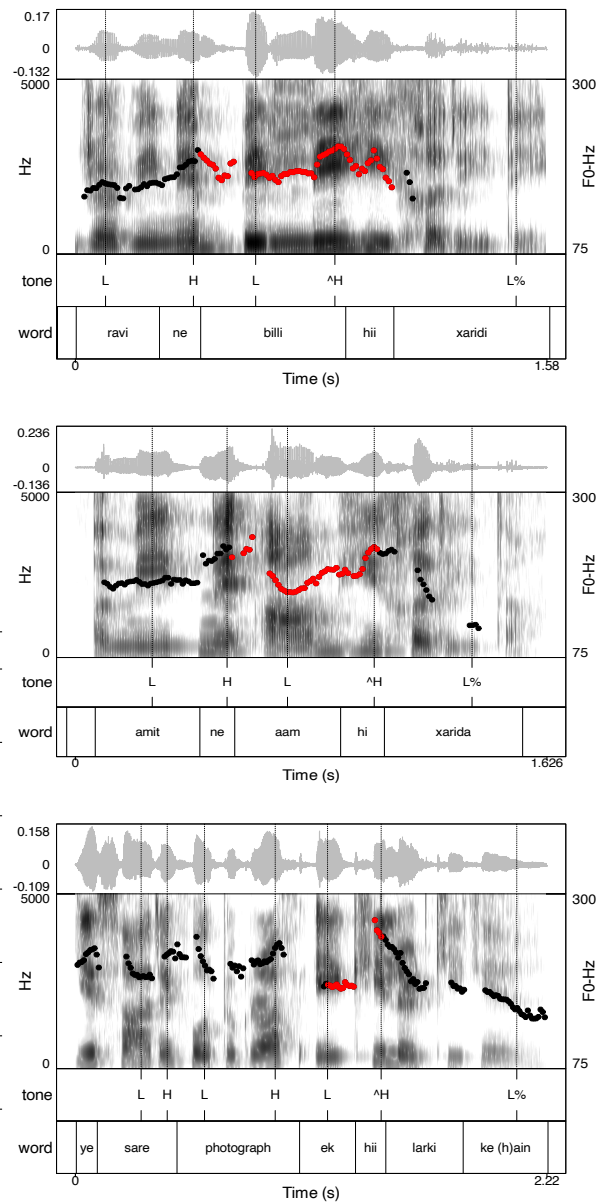 0.17
0
-0.132
5000
300
Hz
F0-Hz
0
75
tone
L H L ^H L%
word
ravi ne billi hii xaridi
0
1.58
Time (s)
0.236
0
-0.136
5000
300
Hz
F0-Hz
0
75
tone
L H L ^H L%
word
amit ne aam hi xarida
0
1.626
Time (s)
0.158
0
-0.109
5000
300
Hz
F0-Hz
0
75
tone
L H L H L ^H L%
word
ye sare photograph ek hii larki ke (h)ain
0
2.22
Time (s)